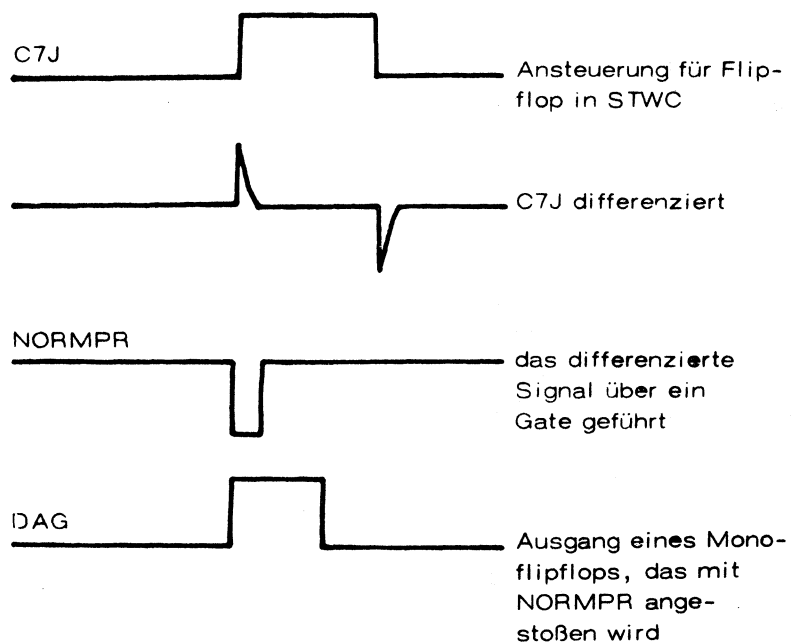 C7J
Ansteuerung für Flip-
flop in STWC
C7J differenziert
NORMPR
das differenzierte
Signal über ein
Gate geführt
DAG
Ausgang eines Mono-
flipflops, das mit
NORMPR ange-
stoßen wird